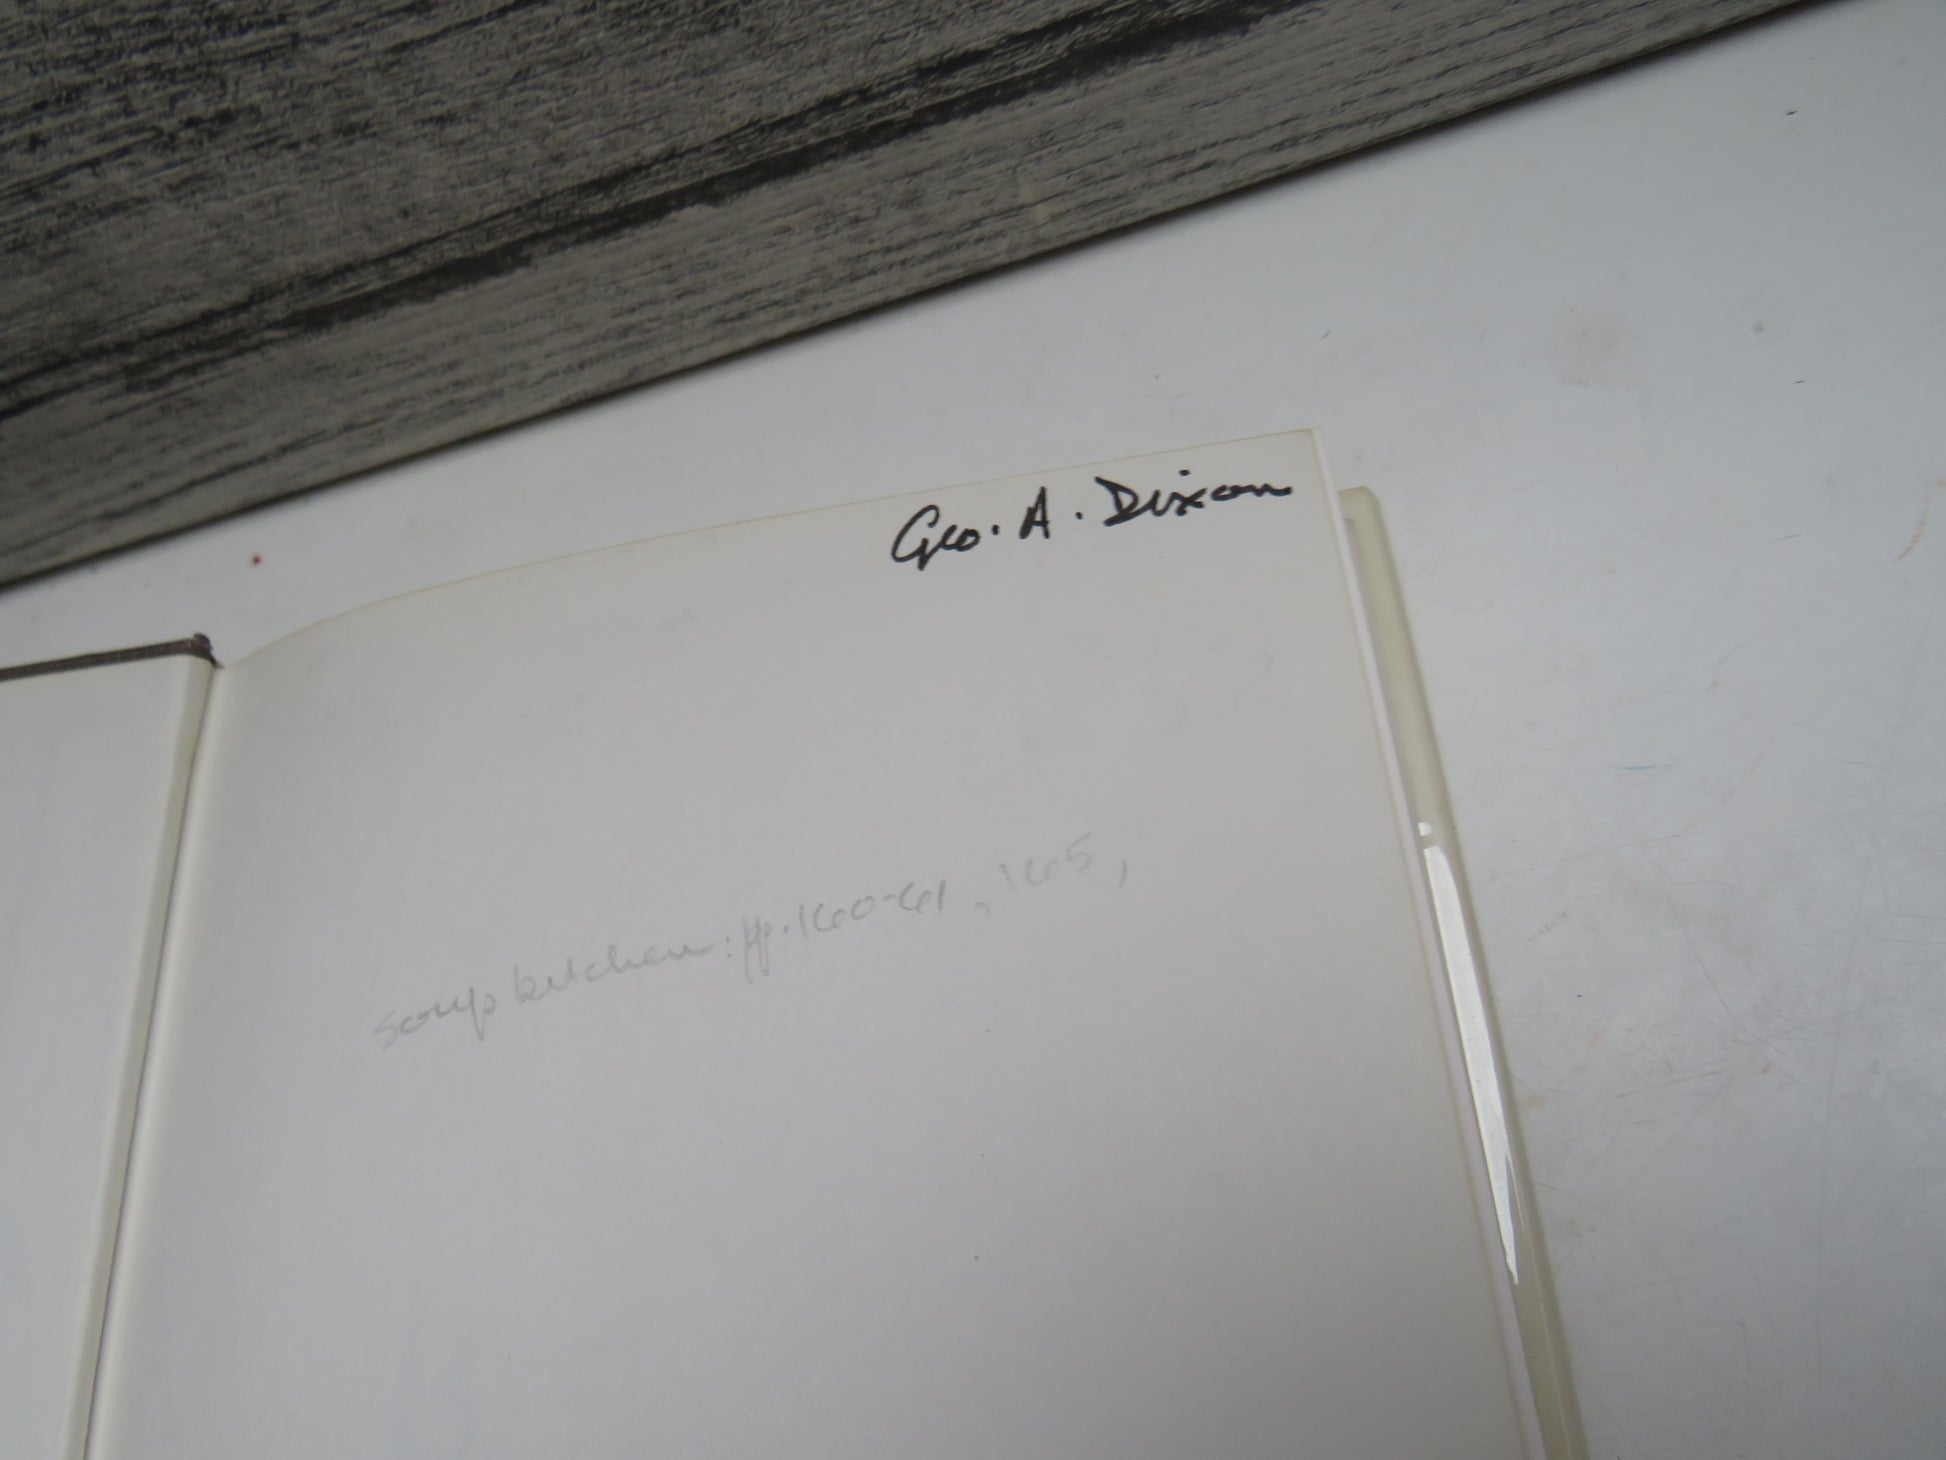 Geo. A. Dixon
soup kitchen: pp. 160-61, 165,